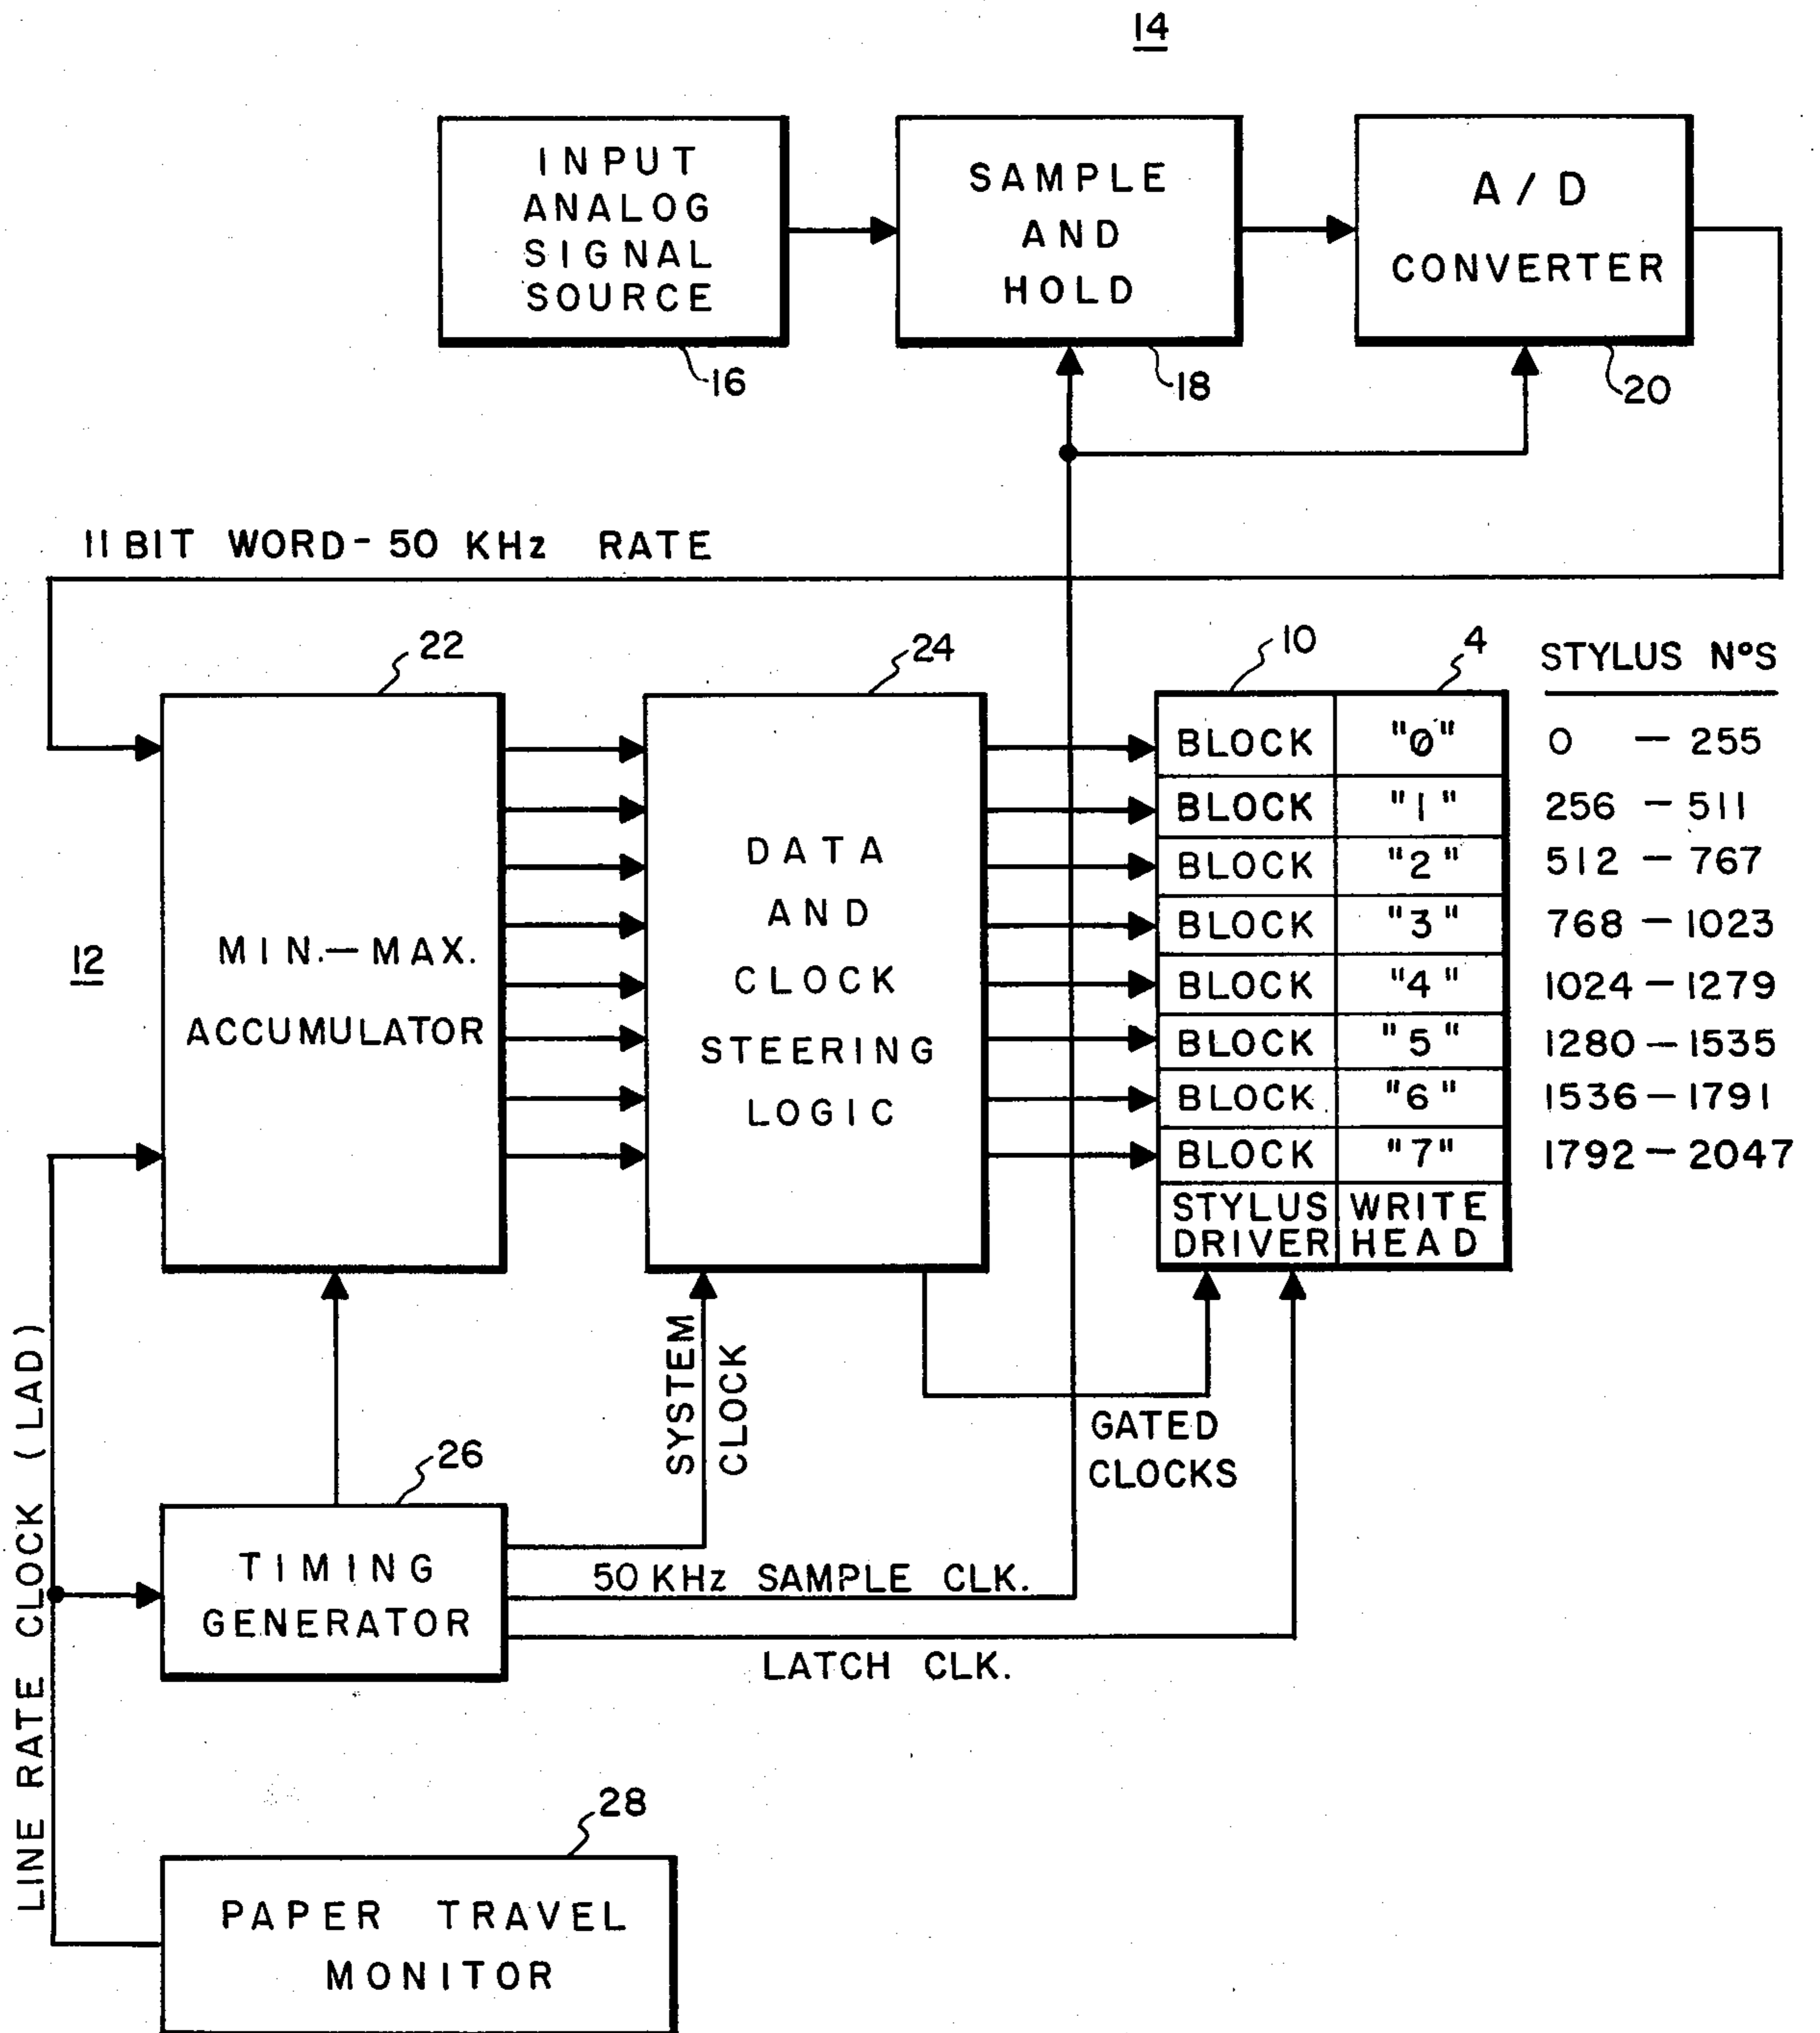 14
INPUT
ANALOG
SIGNAL
SOURCE
SAMPLE
AND
HOLD
A/D
CONVERTER
16
18
20
11 BIT WORD - 50 KHz RATE
22
24
10
4
STYLUS NºS
BLOCK "0" 0 - 255
BLOCK "1" 256 - 511
BLOCK "2" 512 - 767
BLOCK "3" 768 - 1023
BLOCK "4" 1024 - 1279
BLOCK "5" 1280 - 1535
BLOCK "6" 1536 - 1791
BLOCK "7" 1792 - 2047
STYLUS
DRIVER
WRITE
HEAD
12
MIN.-MAX.
ACCUMULATOR
DATA
AND
CLOCK
STEERING
LOGIC
SYSTEM
CLOCK
GATED
CLOCKS
LINE RATE CLOCK (LAD)
26
TIMING
GENERATOR
50 KHz SAMPLE CLK.
LATCH CLK.
28
PAPER TRAVEL
MONITOR